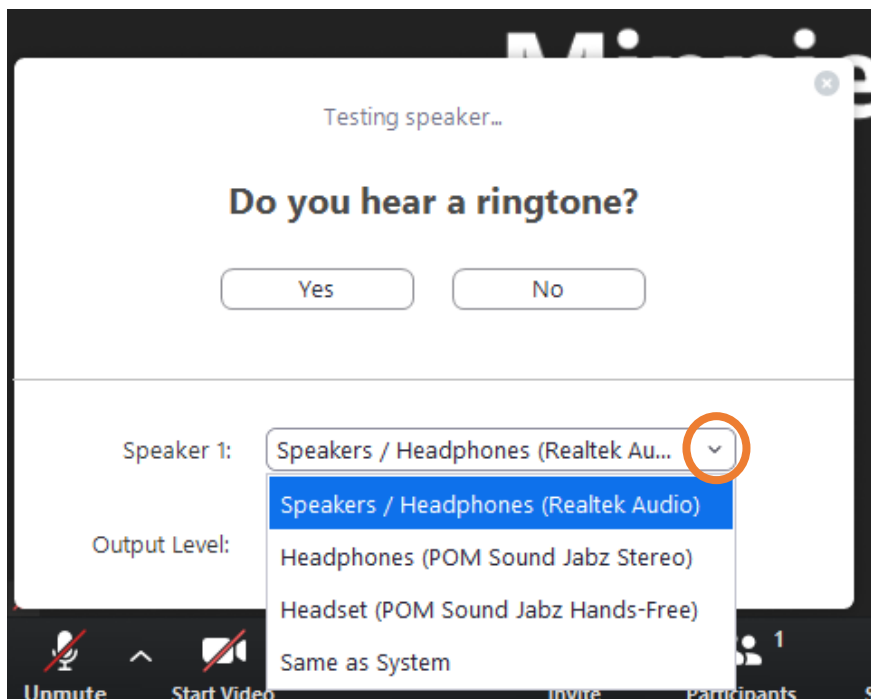 Minnie
Testing speaker...
Do you hear a ringtone?
Yes
No
Speaker 1:
Speakers / Headphones (Realtek Au...
Speakers / Headphones (Realtek Audio)
Output Level:
Headphones (POM Sound Jabz Stereo)
Headset (POM Sound Jabz Hands-Free)
Same as System
1
Unmute
Start Video
Invite
Participants
S